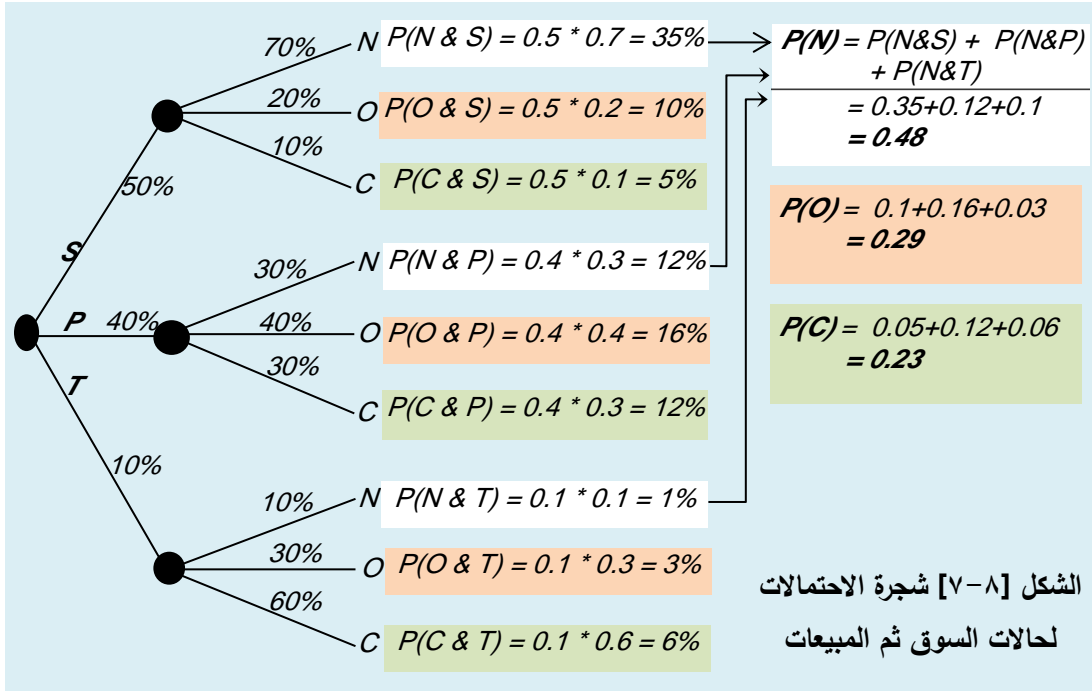 70%
N P(N & S) = 0.5 * 0.7 = 35%
20%
O P(O & S) = 0.5 * 0.2 = 10%
10%
C P(C & S) = 0.5 * 0.1 = 5%
50%
S
30%
N P(N & P) = 0.4 * 0.3 = 12%
P 40%
40%
O P(O & P) = 0.4 * 0.4 = 16%
30%
C P(C & P) = 0.4 * 0.3 = 12%
T
10%
10%
N P(N & T) = 0.1 * 0.1 = 1%
30%
O P(O & T) = 0.1 * 0.3 = 3%
60%
C P(C & T) = 0.1 * 0.6 = 6%
P(N) = P(N&S) + P(N&P)
+ P(N&T)
= 0.35+0.12+0.1
= 0.48
P(O) = 0.1+0.16+0.03
= 0.29
P(C) = 0.05+0.12+0.06
= 0.23
الشكل [٨-٧] شجرة الاحتمالات
لحالات السوق ثم المبيعات